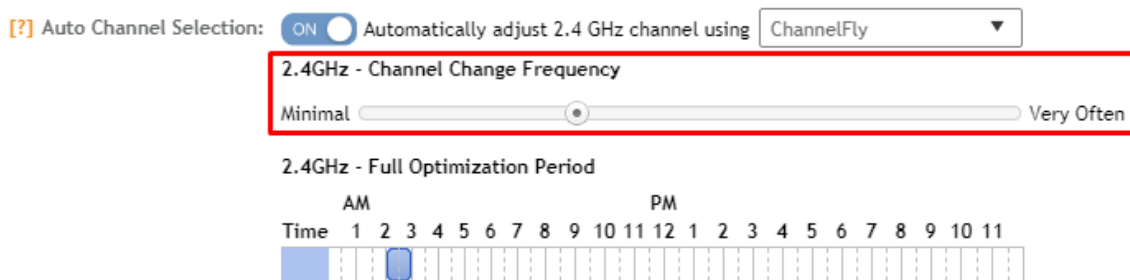 [?] Auto Channel Selection: ON Automatically adjust 2.4 GHz channel using ChannelFly
2.4GHz - Channel Change Frequency
Minimal Very Often
2.4GHz - Full Optimization Period
AM PM
Time 1 2 3 4 5 6 7 8 9 10 11 12 1 2 3 4 5 6 7 8 9 10 11